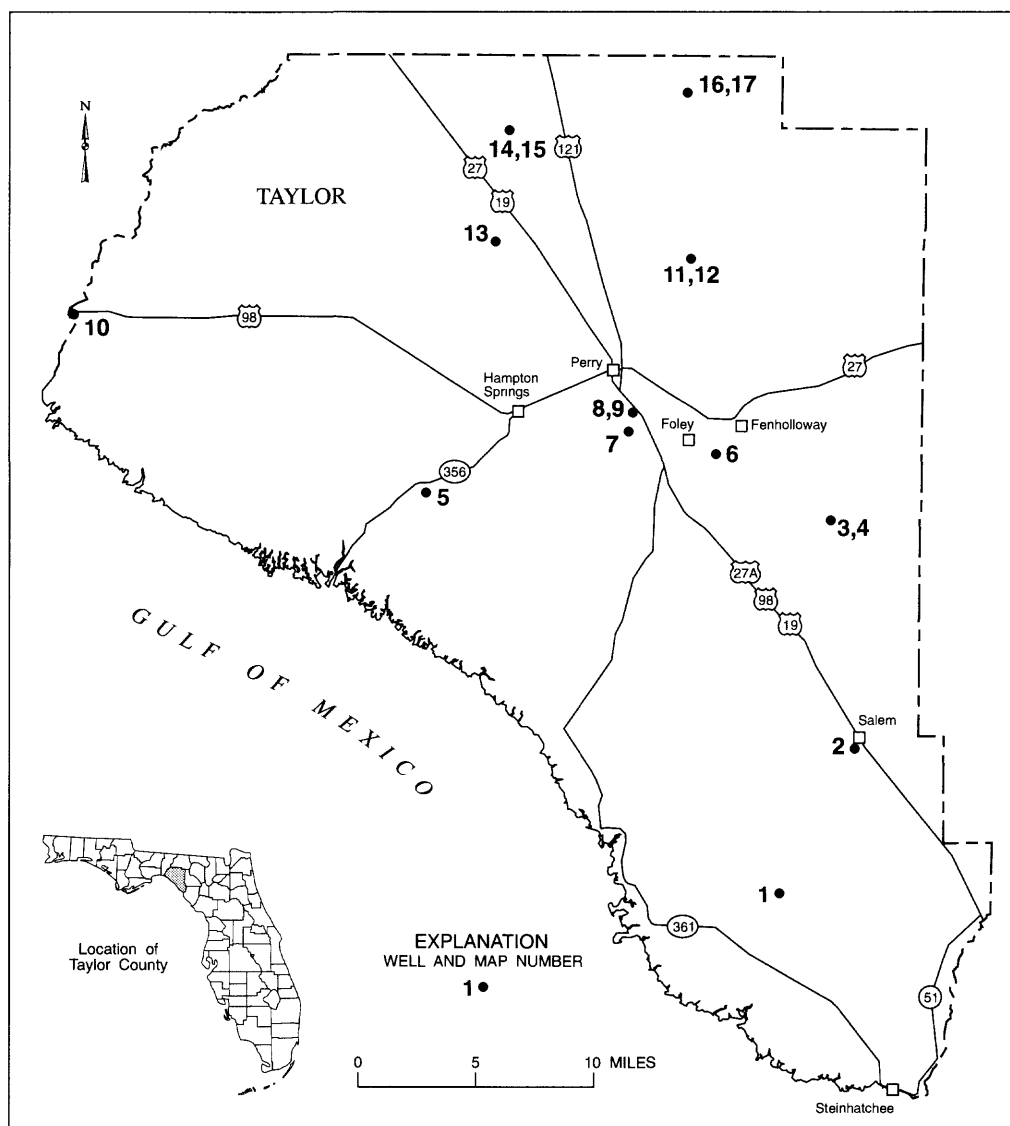 16,17
N
14,15
121
27
TAYLOR
19
13
11,12
10
98
Perry
27
Hampton
Springs
8,9
Foley
Fenholloway
7
6
356
5
3,4
27A
98
19
GULF OF MEXICO
Salem
2
1
361
EXPLANATION
WELL AND MAP NUMBER
1
Location of
Taylor County
51
0 5 10 MILES
Steinhatchee